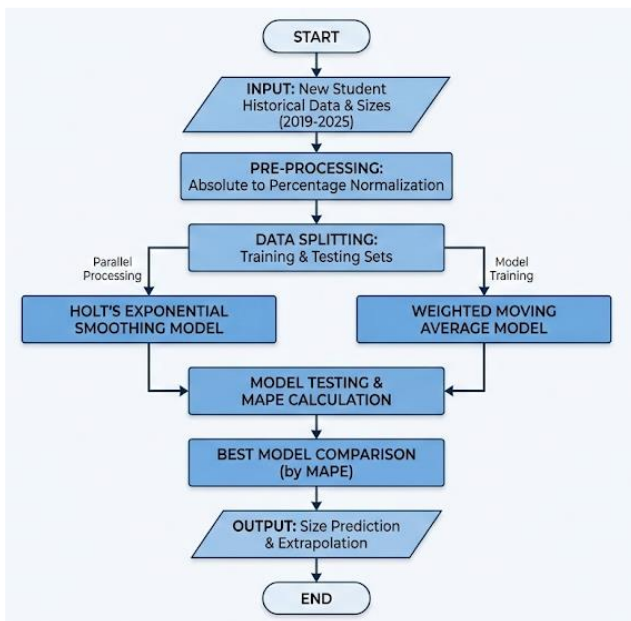 START
INPUT: New Student
Historical Data & Sizes
(2019-2025)
PRE-PROCESSING:
Absolute to Percentage Normalization
DATA SPLITTING:
Training & Testing Sets
Parallel
Processing
Model
Training
HOLT'S EXPONENTIAL
SMOOTHING MODEL
WEIGHTED MOVING
AVERAGE MODEL
MODEL TESTING &
MAPE CALCULATION
BEST MODEL COMPARISON
(by MAPE)
OUTPUT: Size Prediction
& Extrapolation
END